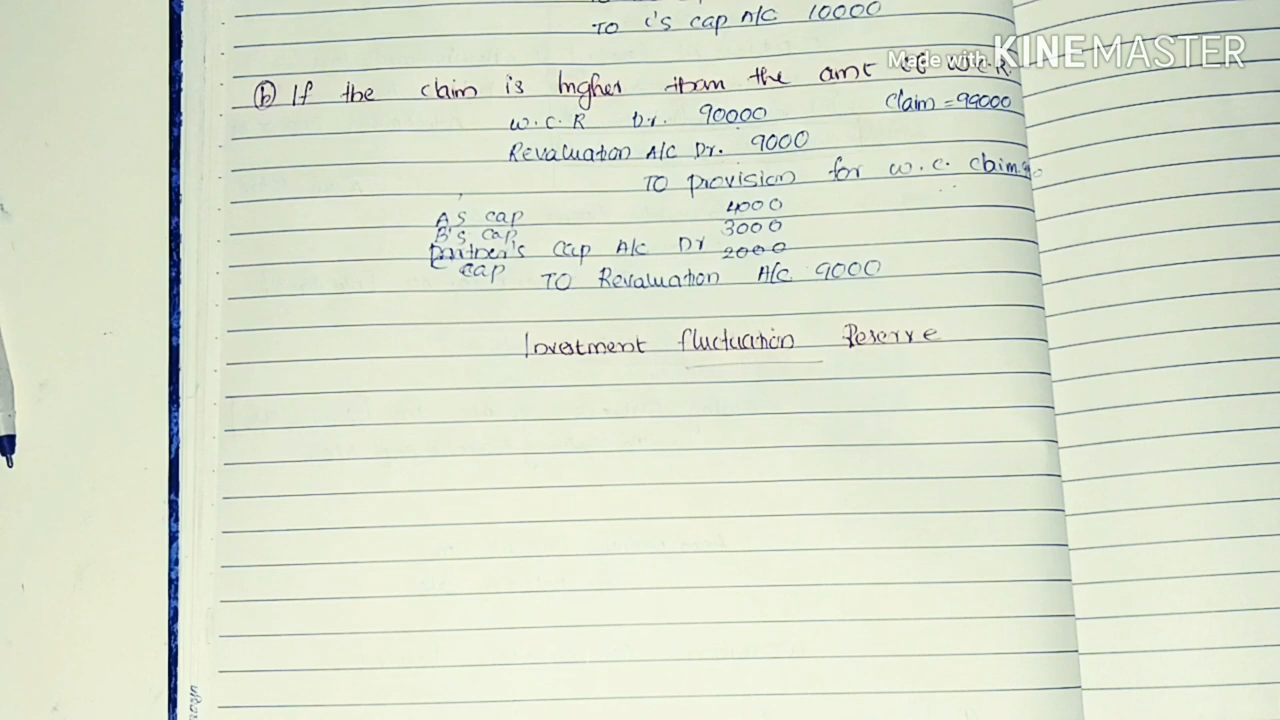 TO C's cap A/C 10000
Made with KINEMASTER
(b) If the claim is higher than the amt of W.C.R.
Claim = 99000
W.C.R Dr. 90000
Revaluation A/C Dr. 9000
TO provision for W.C. claim
A's cap 4000
B's cap 3000
Partner's cap A/C Dr 2000
C cap TO Revaluation A/C 9000
Investment fluctuation Reserve